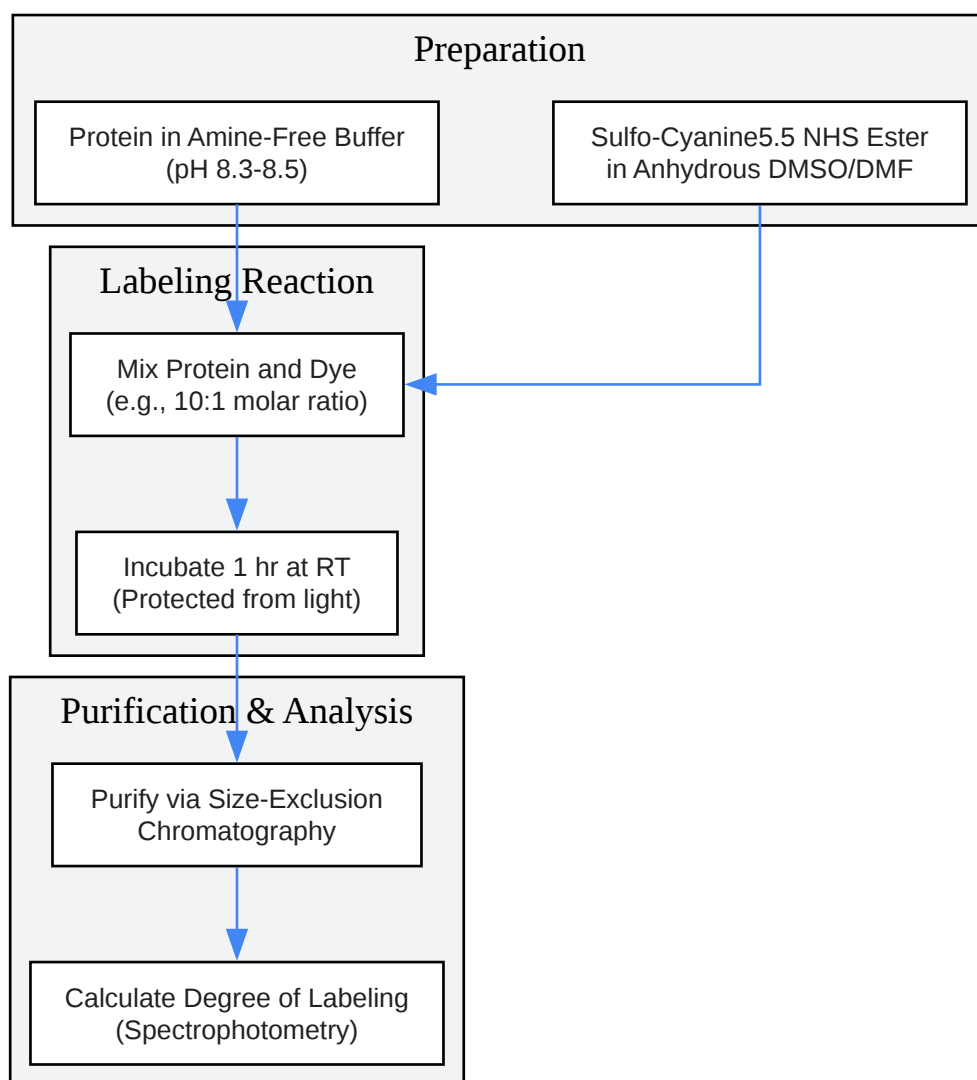 Preparation
Protein in Amine-Free Buffer
(pH 8.3-8.5)
Sulfo-Cyanine5.5 NHS Ester
in Anhydrous DMSO/DMF
Labeling Reaction
Mix Protein and Dye
(e.g., 10:1 molar ratio)
Incubate 1 hr at RT
(Protected from light)
Purification & Analysis
Purify via Size-Exclusion
Chromatography
Calculate Degree of Labeling
(Spectrophotometry)